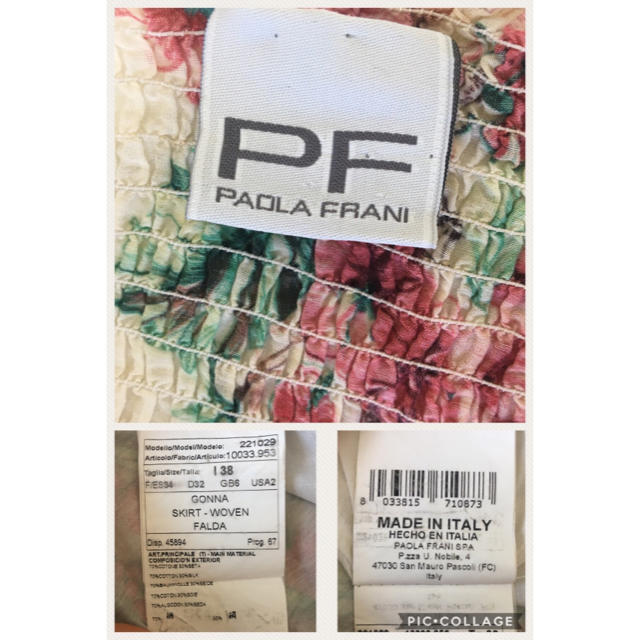 PF
PAOLA FRANI
Modello/Model/Modelo: 221029
Articolo/Fabric/Articulo: 10033.953
Taglia/Size/Talla: I 38
F/ES34 D32 GB6 USA2
GONNA
SKIRT - WOVEN
FALDA
Disp. 45894 Prog. 67
ART.PRINCIPALE (T) - MAIN MATERIAL
COMPOSICION EXTERIOR
8 033815 710873
MADE IN ITALY
HECHO EN ITALIA
PAOLA FRANI SPA
P.zza U. Nobile, 4
47030 San Mauro Pascoli (FC)
Italy
PIC•COLLAGE